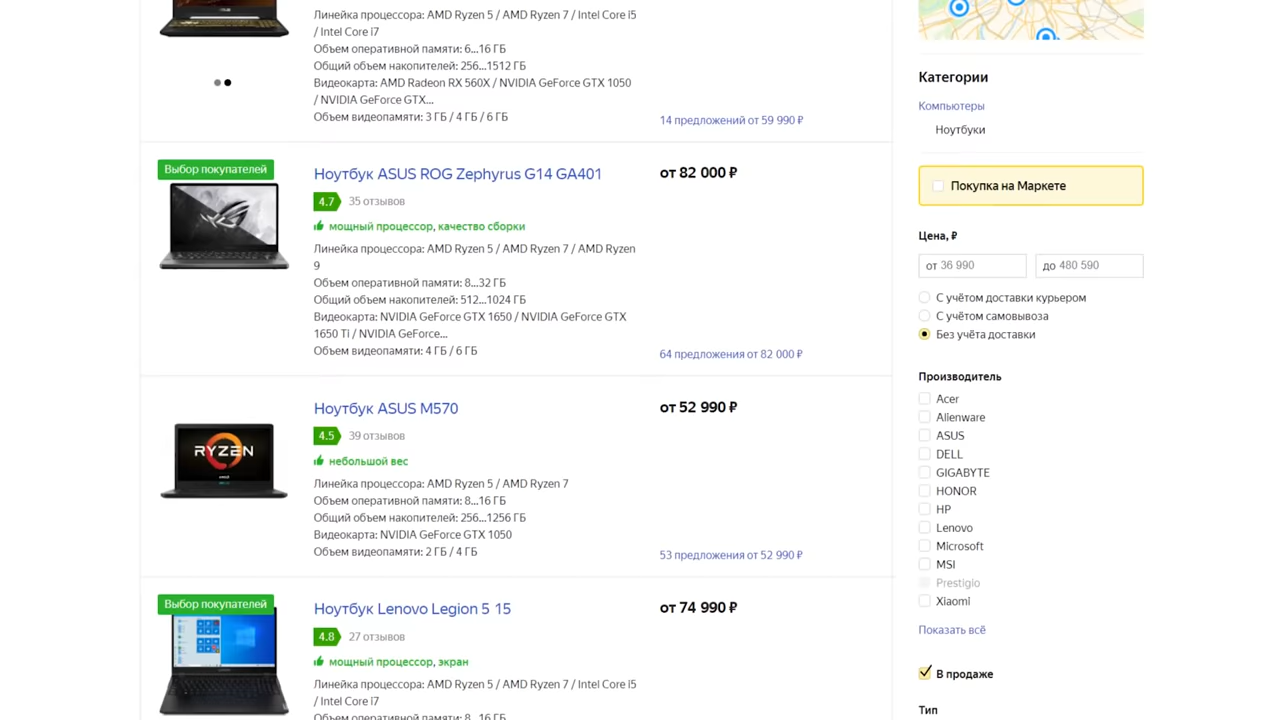 Линейка процессора: AMD Ryzen 5 / AMD Ryzen 7 / Intel Core i5
/ Intel Core i7
Объем оперативной памяти: 6...16 ГБ
Общий объем накопителей: 256...1512 ГБ
Видеокарта: AMD Radeon RX 560X / NVIDIA GeForce GTX 1050
/ NVIDIA GeForce GTX...
Объем видеопамяти: 3 ГБ / 4 ГБ / 6 ГБ
14 предложений от 59 990 ₽
Выбор покупателей
Ноутбук ASUS ROG Zephyrus G14 GA401
от 82 000 ₽
4.7 35 отзывов
мощный процессор, качество сборки
Линейка процессора: AMD Ryzen 5 / AMD Ryzen 7 / AMD Ryzen
9
Объем оперативной памяти: 8...32 ГБ
Общий объем накопителей: 512...1024 ГБ
Видеокарта: NVIDIA GeForce GTX 1650 / NVIDIA GeForce GTX
1650 Ti / NVIDIA GeForce...
Объем видеопамяти: 4 ГБ / 6 ГБ
64 предложения от 82 000 ₽
Ноутбук ASUS M570
от 52 990 ₽
4.5 39 отзывов
небольшой вес
RYZEN
Линейка процессора: AMD Ryzen 5 / AMD Ryzen 7
Объем оперативной памяти: 8...16 ГБ
Общий объем накопителей: 256...1256 ГБ
Видеокарта: NVIDIA GeForce GTX 1050
Объем видеопамяти: 2 ГБ / 4 ГБ
53 предложения от 52 990 ₽
Выбор покупателей
Ноутбук Lenovo Legion 5 15
от 74 990 ₽
4.8 27 отзывов
мощный процессор, экран
Линейка процессора: AMD Ryzen 5 / AMD Ryzen 7 / Intel Core i5
/ Intel Core i7
Объем оперативной памяти: 8...16 ГБ
Категории
Компьютеры
Ноутбуки
Покупка на Маркете
Цена, ₽
от 36 990
до 480 590
С учётом доставки курьером
С учётом самовывоза
Без учёта доставки
Производитель
Acer
Alienware
ASUS
DELL
GIGABYTE
HONOR
HP
Lenovo
Microsoft
MSI
Prestigio
Xiaomi
Показать всё
В продаже
Тип